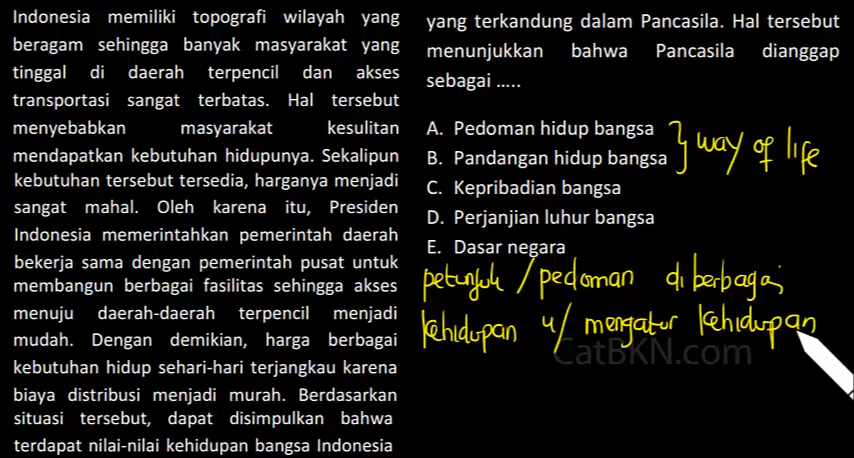 Indonesia memiliki topografi wilayah yang
beragam sehingga banyak masyarakat yang
tinggal di daerah terpencil dan akses
transportasi sangat terbatas. Hal tersebut
menyebabkan masyarakat kesulitan
mendapatkan kebutuhan hidupunya. Sekalipun
kebutuhan tersebut tersedia, harganya menjadi
sangat mahal. Oleh karena itu, Presiden
Indonesia memerintahkan pemerintah daerah
bekerja sama dengan pemerintah pusat untuk
membangun berbagai fasilitas sehingga akses
menuju daerah-daerah terpencil menjadi
mudah. Dengan demikian, harga berbagai
kebutuhan hidup sehari-hari terjangkau karena
biaya distribusi menjadi murah. Berdasarkan
situasi tersebut, dapat disimpulkan bahwa
terdapat nilai-nilai kehidupan bangsa Indonesia
yang terkandung dalam Pancasila. Hal tersebut
menunjukkan bahwa Pancasila dianggap
sebagai .....
A. Pedoman hidup bangsa
B. Pandangan hidup bangsa
} way of life
C. Kepribadian bangsa
D. Perjanjian luhur bangsa
E. Dasar negara
petunjuk / pedoman di berbagai
kehidupan u/ mengatur kehidupan
CatBKN.com